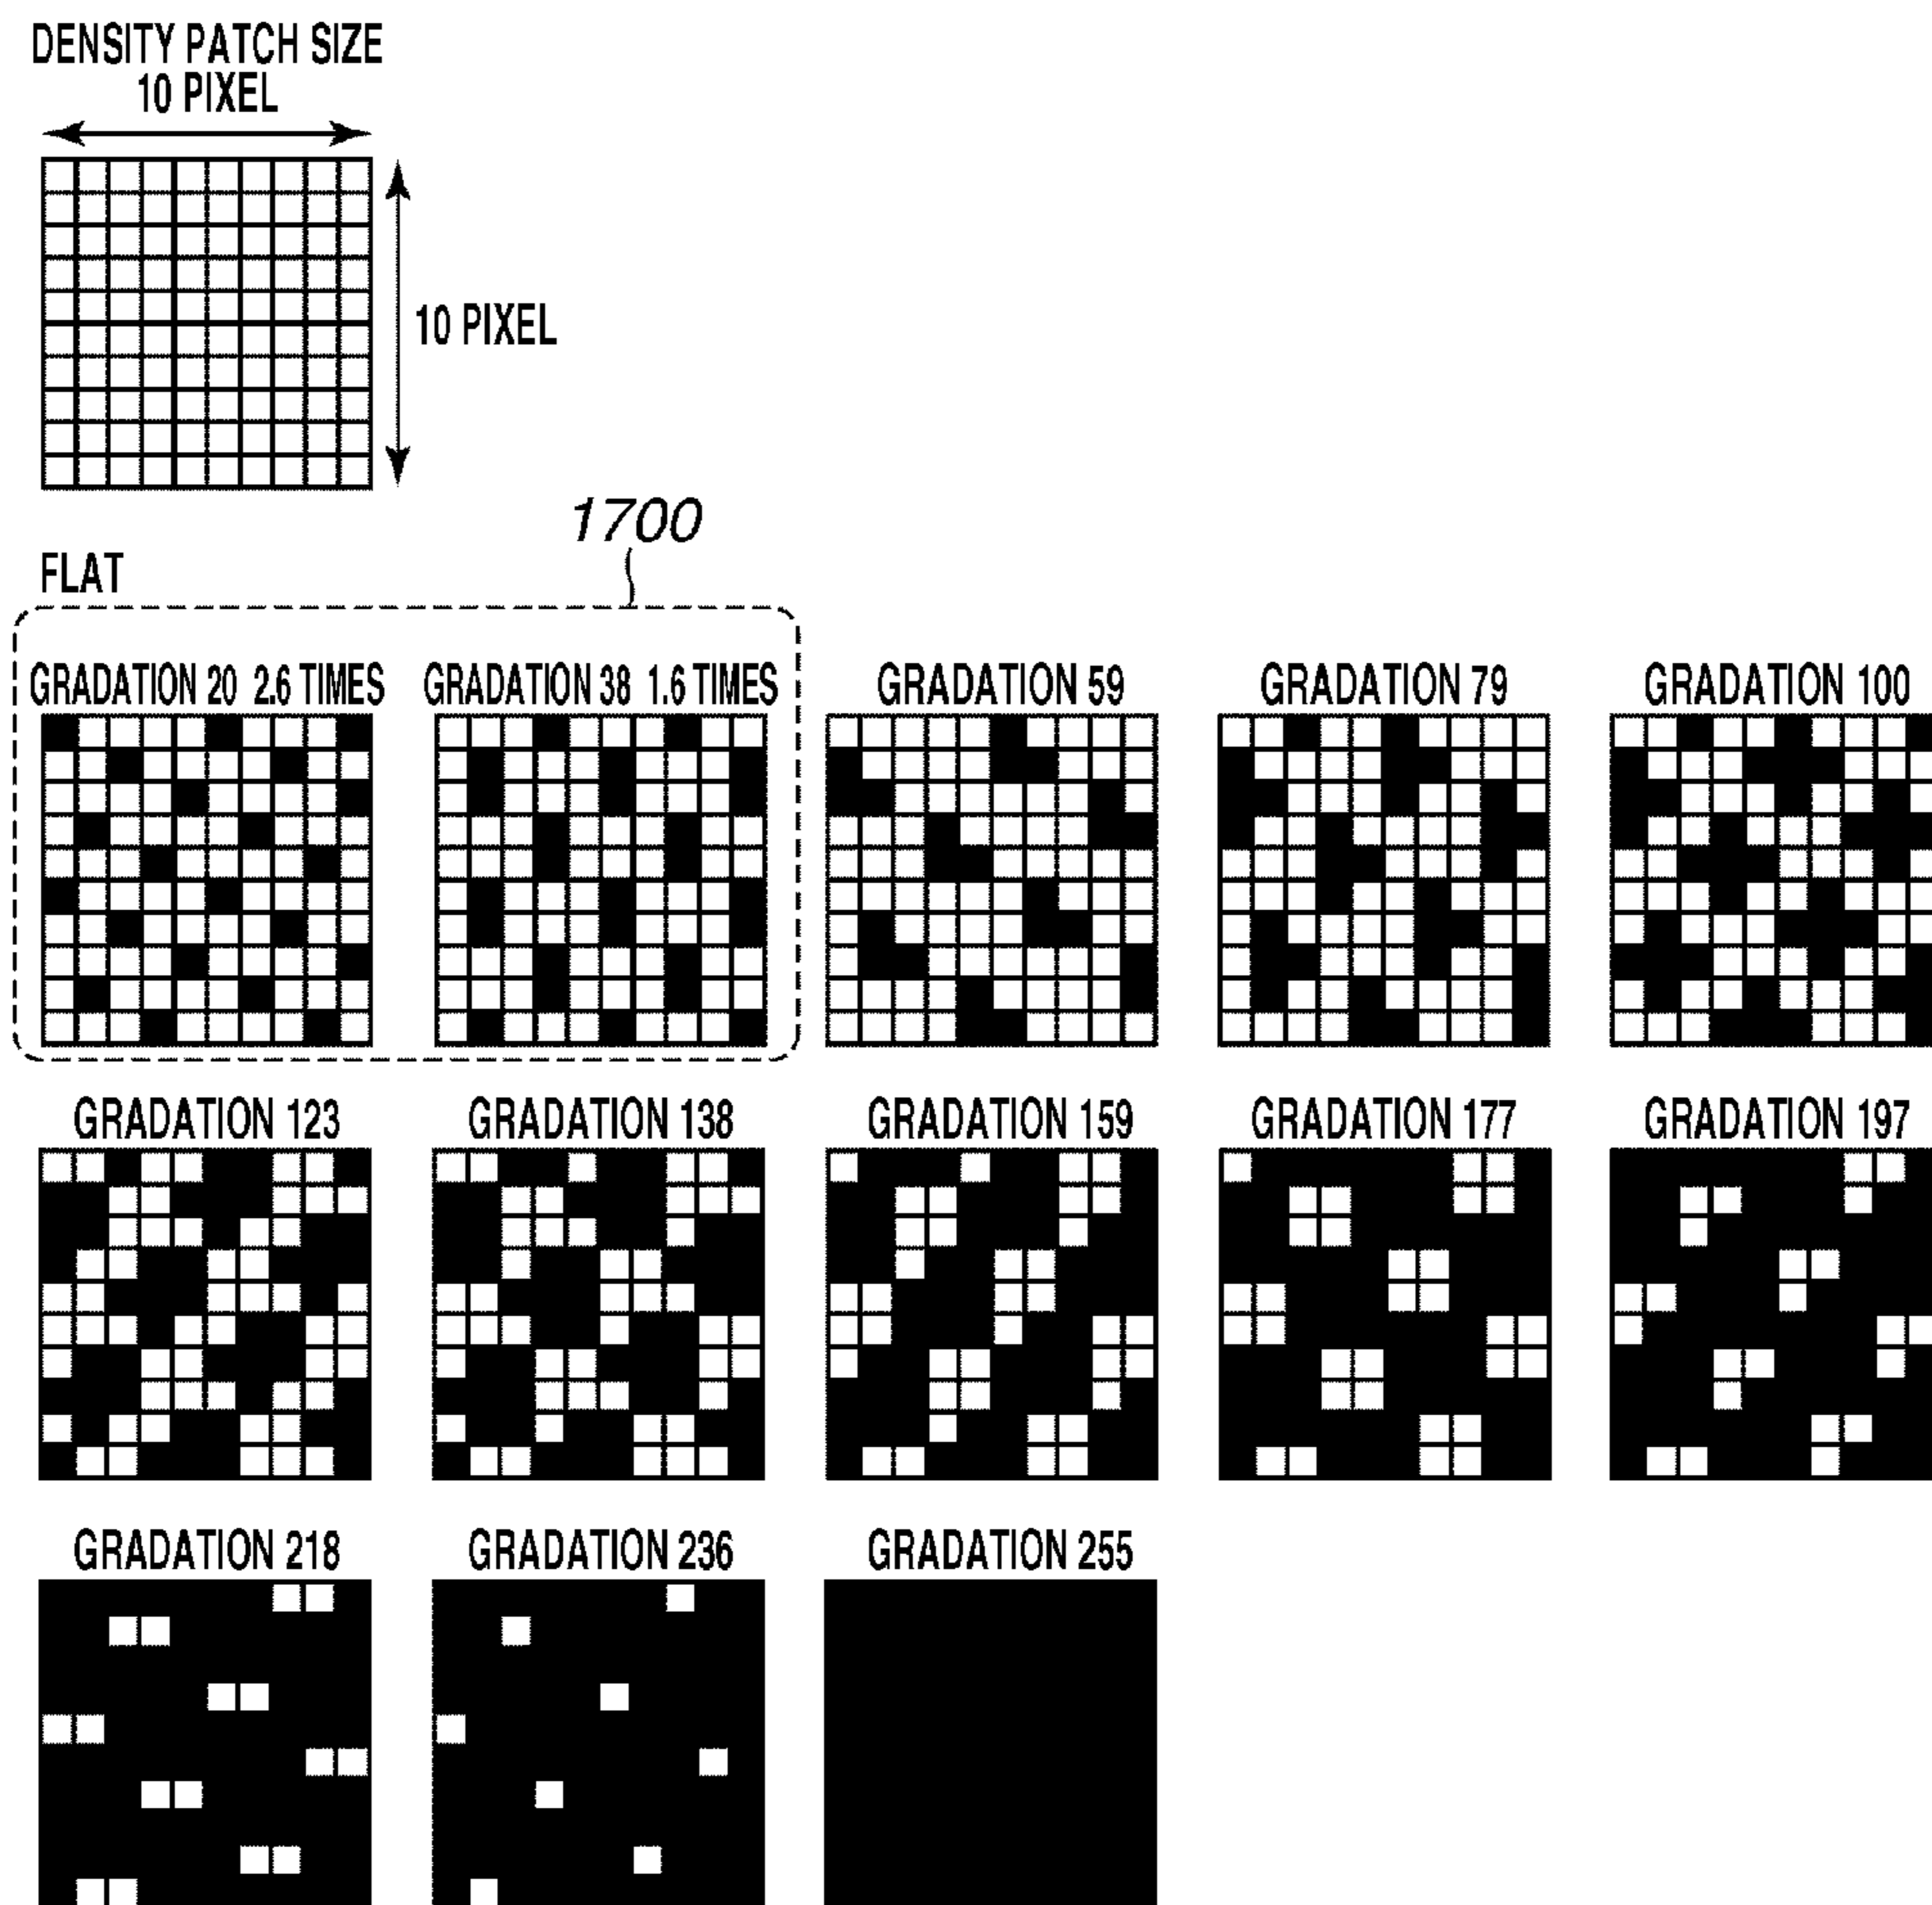 DENSITY PATCH SIZE
10 PIXEL
10 PIXEL
1700
FLAT
GRADATION 20 2.6 TIMES
GRADATION 38 1.6 TIMES
GRADATION 59
GRADATION 79
GRADATION 100
GRADATION 123
GRADATION 138
GRADATION 159
GRADATION 177
GRADATION 197
GRADATION 218
GRADATION 236
GRADATION 255